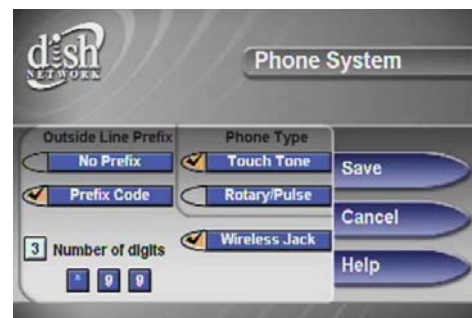 dish
NETWORK
Phone System
Outside Line Prefix
Phone Type
No Prefix
Touch Tone
Save
Prefix Code
Rotary/Pulse
Cancel
Wireless Jack
3 Number of digits
Help
* 9 9